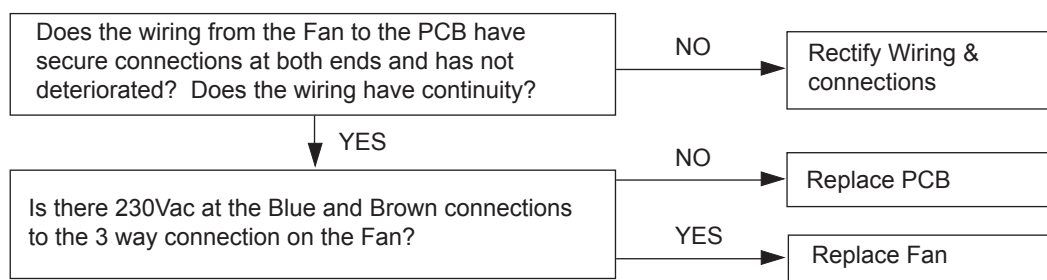 Does the wiring from the Fan to the PCB have
secure connections at both ends and has not
deteriorated? Does the wiring have continuity?
NO
Rectify Wiring &
connections
YES
Is there 230Vac at the Blue and Brown connections
to the 3 way connection on the Fan?
NO
Replace PCB
YES
Replace Fan